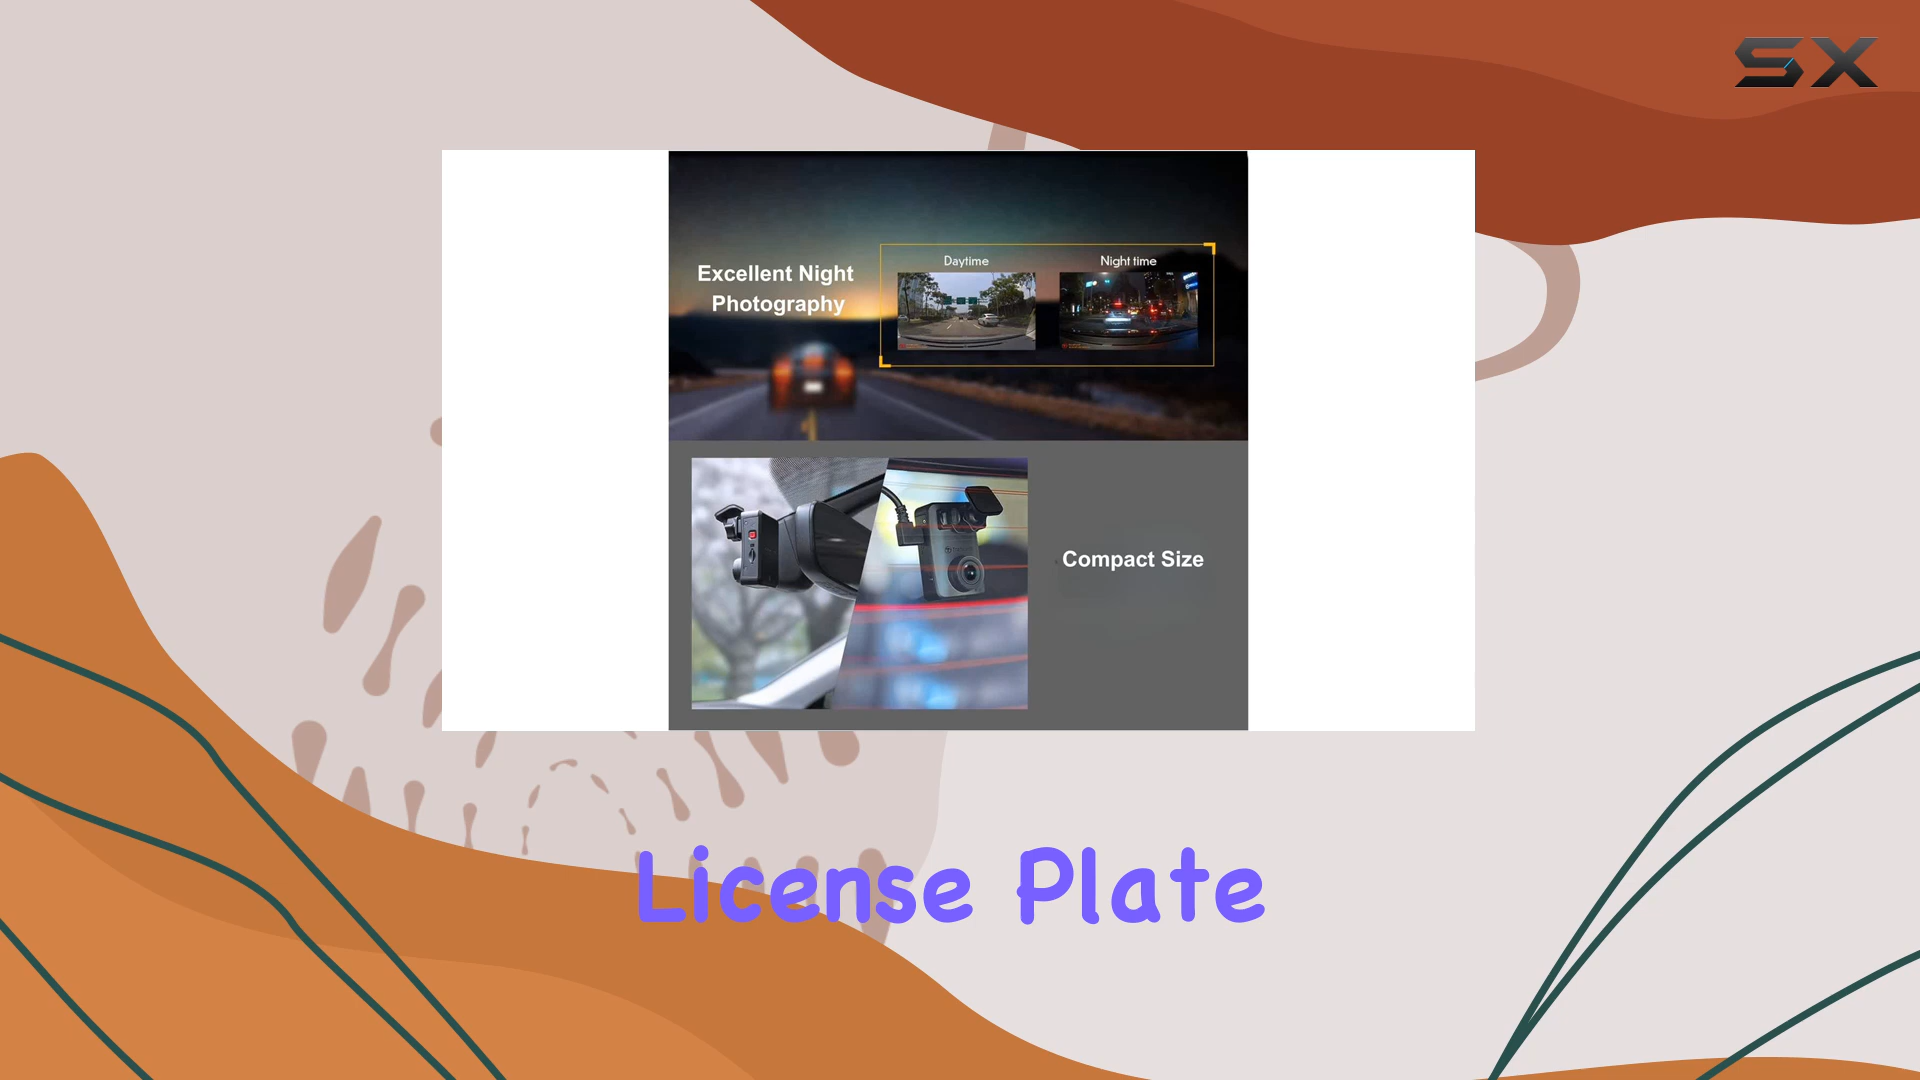 SX
Excellent Night
Photography
Daytime
Night time
Compact Size
License Plate